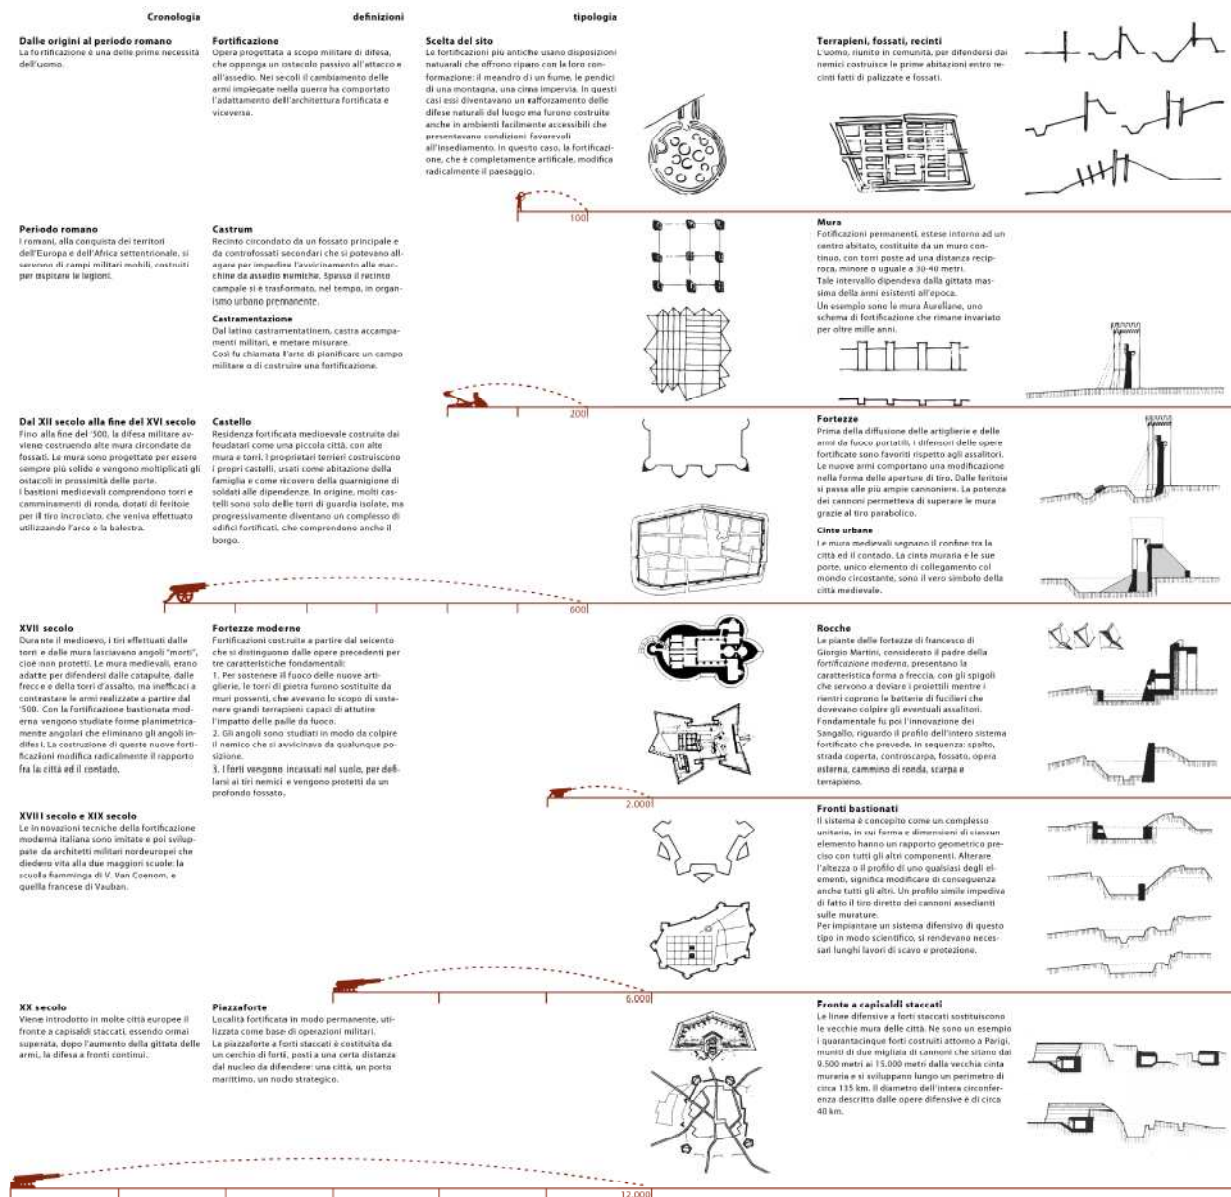 Cronologia
definizioni
tipologia
Dalle origini al periodo romano
La fortificazione è una delle prime necessità
dell'uomo.
Fortificazione
Opera progettata a scopo militare di difesa,
che opponga un ostacolo passivo all'attacco e
all'assedio. Nei secoli il cambiamento delle
armi impiegate nella guerra ha comportato
l'adattamento dell'architettura fortificata e
viceversa.
Scelta del sito
Le fortificazioni più antiche usano disposizioni
naturali che offrono riparo con la loro con-
formazione: il meandro di un fiume, le pendici
di una montagna, una cima impervia. In questi
casi essi diventavano un rafforzamento delle
difese naturali del luogo ma furono costruite
anche in ambienti facilmente accessibili che
presentavano condizioni favorevoli
all'insediamento. In questo caso, la fortificazi-
one, che è completamente artificale, modifica
radicalmente il paesaggio.
Terrapieni, fossati, recinti
L'uomo, riunito in comunità, per difendersi dai
nemici costruisce le prime abitazioni entro re-
cinti fatti di palizzate e fossati.
100
Periodo romano
I romani, alla conquista dei territori
dell'Europa e dell'Africa settentrionale, si
servono di campi militari mobili, costruiti
per ospitare le legioni.
Castrum
Recinto circondato da un fossato principale e
da controfossati secondari che si potevano all-
agare per impedire l'avvicinamento alle mac-
chine da assedio nemiche. Spesso il recinto
campale si è trasformato, nel tempo, in organ-
ismo urbano premanente.
Castramentazione
Dal latino castramentatinem, castra accampa-
menti militari, e metare misurare.
Così fu chiamata l'arte di pianificare un campo
militare o di costruire una fortificazione.
Mura
Fotificazioni permanenti, estese intorno ad un
centro abitato, costituite da un muro con-
tinuo, con torri poste ad una distanza recip-
roca, minore o uguale a 30-40 metri.
Tale intervallo dipendeva dalla gittata mas-
sima della armi esistenti all'epoca.
Un esempio sono le mura Aurellane, uno
schema di fortificazione che rimane invariato
per oltre mille anni.
200
Dal XII secolo alla fine del XVI secolo
Fino alla fine del '500, la difesa militare av-
viene costruendo alte mura circondate da
fossati. Le mura sono progettate per essere
sempre più solide e vengono moltiplicati gli
ostacoli in prossimità delle porte.
I bastioni medioevali comprendono torri e
camminamenti di ronda, dotati di feritoie
per il tiro incrociato, che veniva effettuato
utilizzando l'arco e la balestra.
Castello
Residenza fortificata medioevale costruita dai
feudatari come una piccola città, con alte
mura e torri. I proprietari terrieri costruiscono
i propri castelli, usati come abitazione della
famiglia e come ricovero della guarnigione di
soldati alle dipendenze. In origine, molti cas-
telli sono solo delle torri di guardia isolate, ma
progressivamente diventano un complesso di
edifici fortificati, che comprendono anche il
borgo.
Fortezze
Prima della diffusione delle artiglierie e delle
armi da fuoco portatili, i difensori delle opere
fortificate sono favoriti rispetto agli assalitori.
Le nuove armi comportano una modificazione
nella forma delle aperture di tiro. Dalle feritoie
si passa alle più ampie cannoniere. La potenza
dei cannoni permetteva di superare le mura
grazie al tiro parabolico.
Cinte urbane
Le mura medievali segnano il confine tra la
città ed il contado. La cinta muraria e le sue
porte, unico elemento di collegamento col
mondo circostante, sono il vero simbolo della
città medievale.
600
XVII secolo
Durante il medioevo, i tiri effettuati dalle
torri e delle mura lasciavano angoli "morti",
cioè non protetti. Le mura medievali, erano
adatte per difendersi dalle catapulte, dalle
frecce e della torri d'assalto, ma inefficaci a
contrastare le armi realizzate a partire dal
'500. Con la fortificazione bastionata mod-
erna vengono studiate forme planimetrica-
mente angolari che eliminano gli angoli in-
difesi. La costruzione di queste nuove forti-
ficazioni modifica radicalmente il rapporto
fra la città ed il contado.
Fortezze moderne
Fortificazioni costruite a partire dal seicento
che si distinguono dalle opere precedenti per
tre caratteristiche fondamentali:
1. Per sostenere il fuoco delle nuove arti-
glierie, le torri di pietra furono sostituite da
muri possenti, che avevano lo scopo di soste-
nere grandi terrapieni capaci di attutire
l'impatto delle palle da fuoco.
2. Gli angoli sono studiati in modo da colpire
il nemico che si avvicinava da qualunque po-
sizione.
3. I forti vengono incassati nel suolo, per defi-
larsi ai tiri nemici e vengono protetti da un
profondo fossato.
Rocche
Le piante delle fortezze di francesco di
Giorgio Martini, considerato il padre della
fortificazione moderna, presentano la
caratteristica forma a freccia, con gli spigoli
che servono a deviare i proiettili mentre i
rientri coprono le batterie di fucilieri che
dovevano colpire gli eventuali assalitori.
Fondamentale fu poi l'innovazione dei
Sangallo, riguardo il profilo dell'intero sistema
fortificato che prevede, in sequenza: spalto,
strada coperta, controscarpa, fossato, opera
esterna, cammino di ronda, scarpa e
terrapieno.
2.000
XVIII secolo e XIX secolo
Le innovazioni tecniche della fortificazione
moderna italiana sono imitate e poi svilup-
pate da architetti militari nordeuropei che
diedero vita alla due maggiori scuole: la
scuola fiamminga di V. Van Coenom, e
quella francese di Vauban.
Fronti bastionati
Il sistema è concepito come un complesso
unitario, in cui forma e dimensioni di ciascun
elemento hanno un rapporto geometrico pre-
ciso con tutti gli altri componenti. Alterare
l'altezza o il profilo di uno qualsiasi degli el-
ementi, significa modificare di conseguenza
anche tutti gli altri. Un profilo simile impediva
di fatto il tiro diretto dei cannoni assedianti
sulle murature.
Per impiantare un sistema difensivo di questo
tipo in modo scientifico, si rendevano neces-
sari lunghi lavori di scavo e protezione.
6.000
XX secolo
Viene introdotto in molte città europee il
fronte a capisaldi staccati, essendo ormai
superata, dopo l'aumento della gittata delle
armi, la difesa a fronti continui.
Piazzaforte
Località fortificata in modo permanente, uti-
lizzata come base di operazioni militari.
La piazzaforte a forti staccati è costituita da
un cerchio di forti, posti a una certa distanza
dal nucleo da difendere: una città, un porto
marittimo, un nodo strategico.
Fronte a capisaldi staccati
Le linee difensive a forti staccati sostituiscono
le vecchie mura delle città. Ne sono un esempio
i quarantacinque forti costruiti attorno a Parigi,
muniti di due migliaia di cannoni che sitano dai
9.500 metri ai 15.000 metri dalla vecchia cinta
muraria e si sviluppano lungo un perimetro di
circa 135 km. Il diametro dell'intera circonfer-
enza descritta dalle opere difensive è di circa
40 km.
12.000